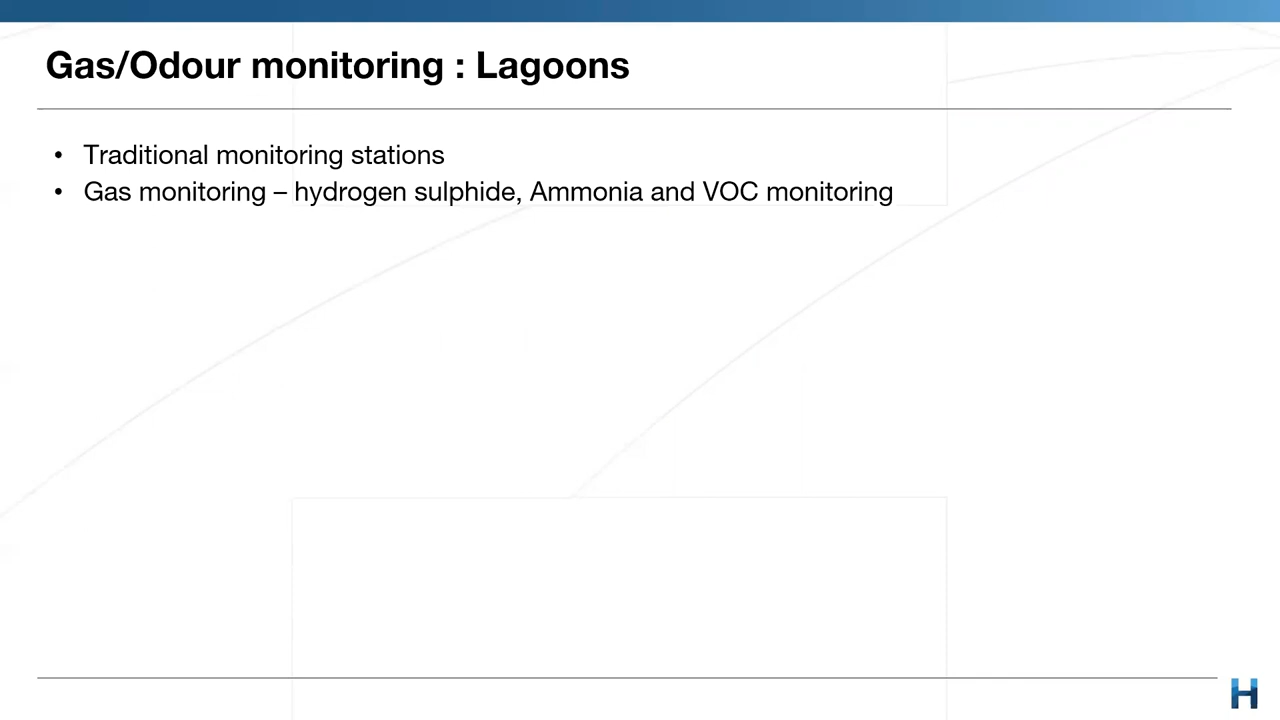 Gas/Odour monitoring : Lagoons
• Traditional monitoring stations
• Gas monitoring – hydrogen sulphide, Ammonia and VOC monitoring
H